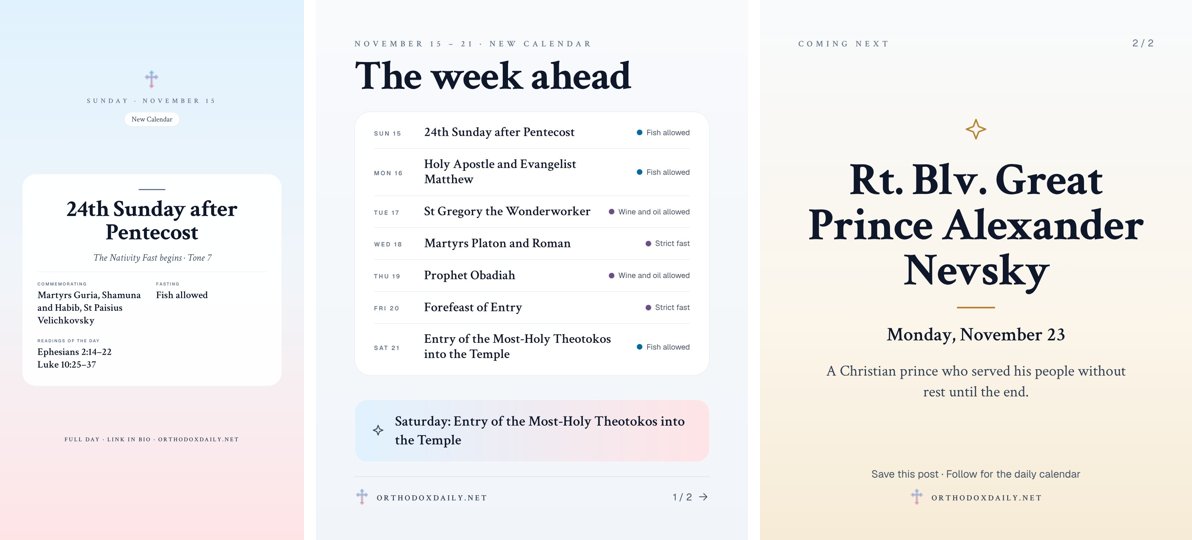 SUNDAY · NOVEMBER 15
New Calendar
24th Sunday after
Pentecost
The Nativity Fast begins · Tone 7
COMMEMORATING
Martyrs Guria, Shamuna
and Habib, St Paisius
Velichkovsky
FASTING
Fish allowed
READINGS OF THE DAY
Ephesians 2:14–22
Luke 10:25–37
FULL DAY · LINK IN BIO · ORTHODOXDAILY.NET
NOVEMBER 15 – 21 · NEW CALENDAR
The week ahead
SUN 15 24th Sunday after Pentecost Fish allowed
MON 16 Holy Apostle and Evangelist
Matthew Fish allowed
TUE 17 St Gregory the Wonderworker Wine and oil allowed
WED 18 Martyrs Platon and Roman Strict fast
THU 19 Prophet Obadiah Wine and oil allowed
FRI 20 Forefeast of Entry Strict fast
SAT 21 Entry of the Most-Holy Theotokos
into the Temple Fish allowed
Saturday: Entry of the Most-Holy Theotokos into
the Temple
ORTHODOXDAILY.NET 1 / 2 →
COMING NEXT 2 / 2
Rt. Blv. Great
Prince Alexander
Nevsky
Monday, November 23
A Christian prince who served his people without
rest until the end.
Save this post · Follow for the daily calendar
ORTHODOXDAILY.NET